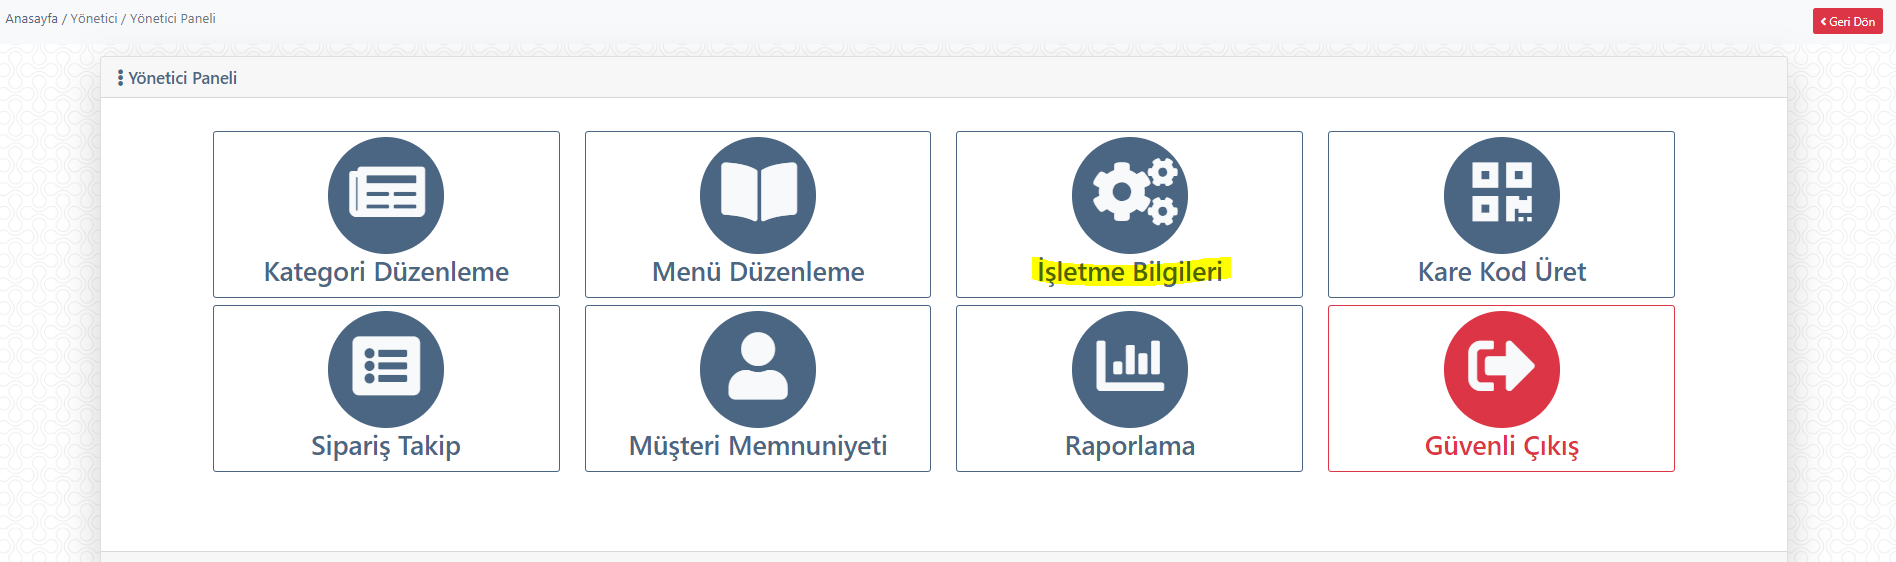 Anasayfa / Yönetici / Yönetici Paneli
Geri Dön
Yönetici Paneli
Kategori Düzenleme
Menü Düzenleme
İşletme Bilgileri
Kare Kod Üret
Sipariş Takip
Müşteri Memnuniyeti
Raporlama
Güvenli Çıkış